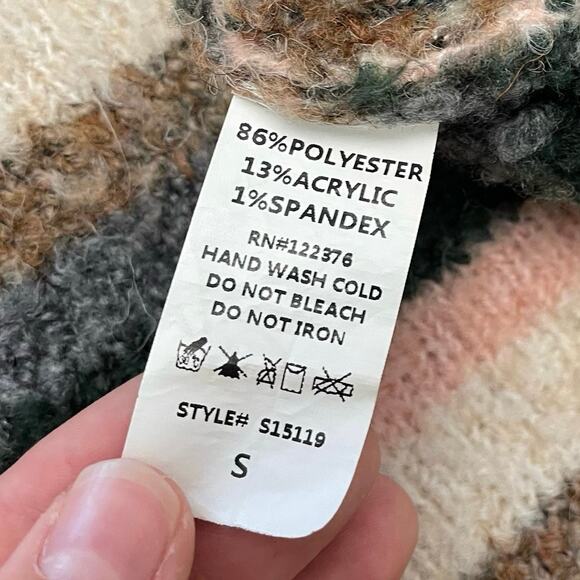 86%POLYESTER
13%ACRYLIC
1%SPANDEX
RN#122376
HAND WASH COLD
DO NOT BLEACH
DO NOT IRON
STYLE# S15119
S